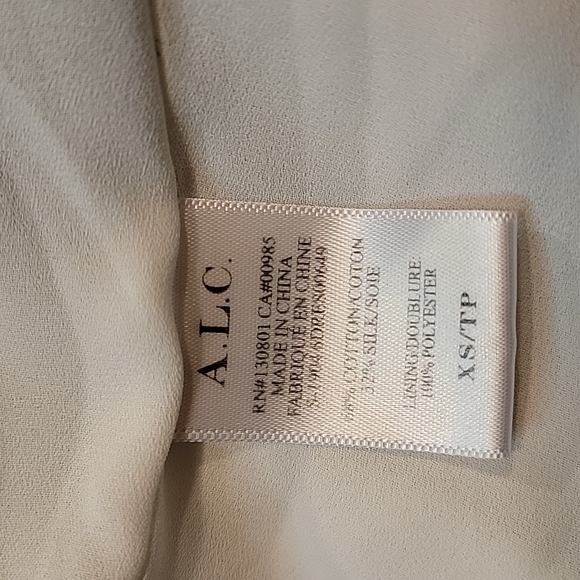 A.L.C.
RN#130801 CA#00985
MADE IN CHINA
FABRIQUÉ EN CHINE
COTTON/COTON
32% SILK/SOIE
LINING/DOUBLURE:
100% POLYESTER
XS/TP